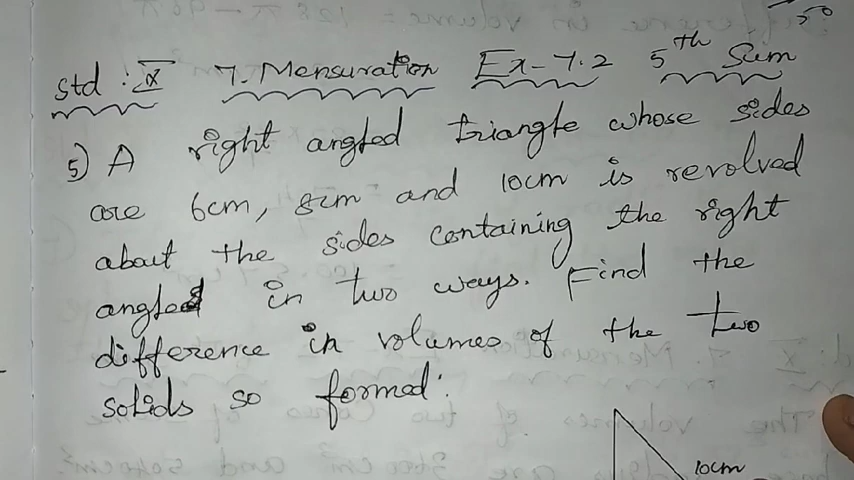 Std : X 7. Mensuration Ex-7.2 5th Sum
5) A right angled triangle whose sides
are 6cm, 8cm and 10cm is revolved
about the sides containing the right
angled in two ways. Find the
difference in volumes of the two
solids so formed.
10cm